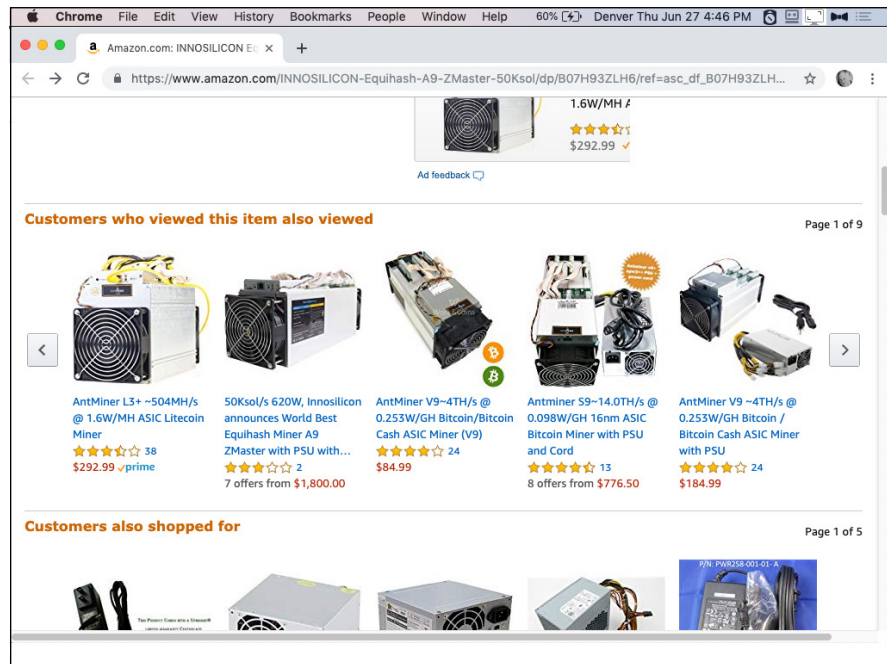 Chrome File Edit View History Bookmarks People Window Help 60% Denver Thu Jun 27 4:46 PM
Amazon.com: INNOSILICON Eq
https://www.amazon.com/INNOSILICON-Equihash-A9-ZMaster-50Ksol/dp/B07H93ZLH6/ref=asc_df_B07H93ZLH...
1.6W/MH A
$292.99
Ad feedback
Customers who viewed this item also viewed
Page 1 of 9
AntMiner L3+ ~504MH/s
@ 1.6W/MH ASIC Litecoin
Miner
38
$292.99 prime
50Ksol/s 620W, Innosilicon
announces World Best
Equihash Miner A9
ZMaster with PSU with…
2
7 offers from $1,800.00
AntMiner V9~4TH/s @
0.253W/GH Bitcoin/Bitcoin
Cash ASIC Miner (V9)
24
$84.99
Antminer S9~14.0TH/s @
0.098W/GH 16nm ASIC
Bitcoin Miner with PSU
and Cord
13
8 offers from $776.50
AntMiner V9 ~4TH/s @
0.253W/GH Bitcoin /
Bitcoin Cash ASIC Miner
with PSU
24
$184.99
Customers also shopped for
Page 1 of 5
P/N: PWR258-001-01- A